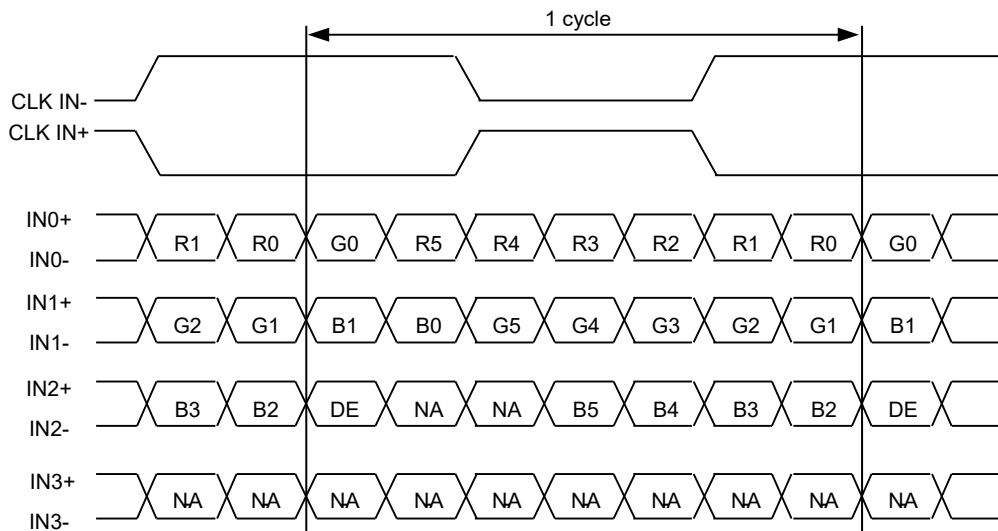 1 cycle
CLK IN-
CLK IN+
IN0+
R1 R0 G0 R5 R4 R3 R2 R1 R0 G0
IN0-
IN1+
G2 G1 B1 B0 G5 G4 G3 G2 G1 B1
IN1-
IN2+
B3 B2 DE NA NA B5 B4 B3 B2 DE
IN2-
IN3+
NA NA NA NA NA NA NA NA NA NA
IN3-